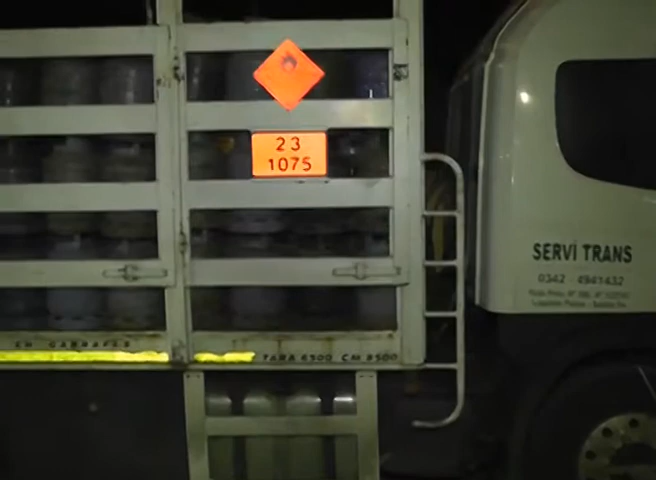 23
1075
SERVI TRANS
0342 - 4941432
EN GARRAFAS
TARA 6500 CM 8500